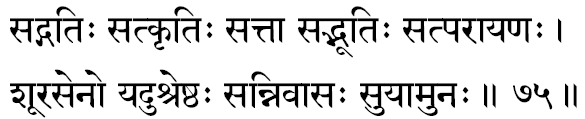 सद्गतिः सत्कृतिः सत्ता सद्भूतिः सत्परायणः ।
शूरसेनो यदुश्रेष्ठः सन्निवासः सुयामुनः ॥ ७५ ॥